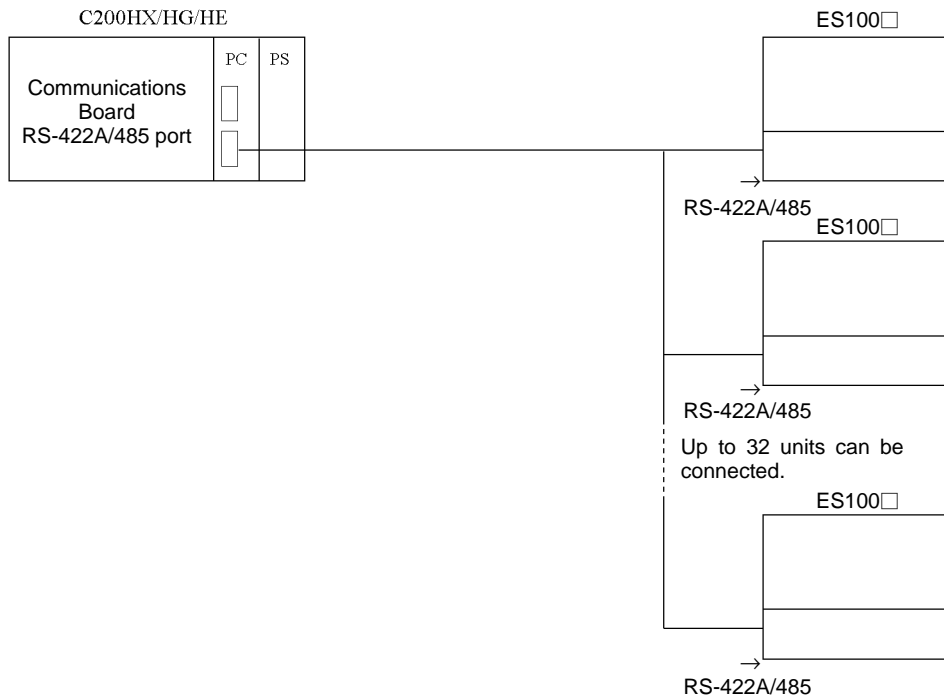 C200HX/HG/HE
Communications
Board
RS-422A/485 port
PC
PS
ES100□
→
RS-422A/485
ES100□
→
RS-422A/485
Up to 32 units can be
connected.
ES100□
→
RS-422A/485